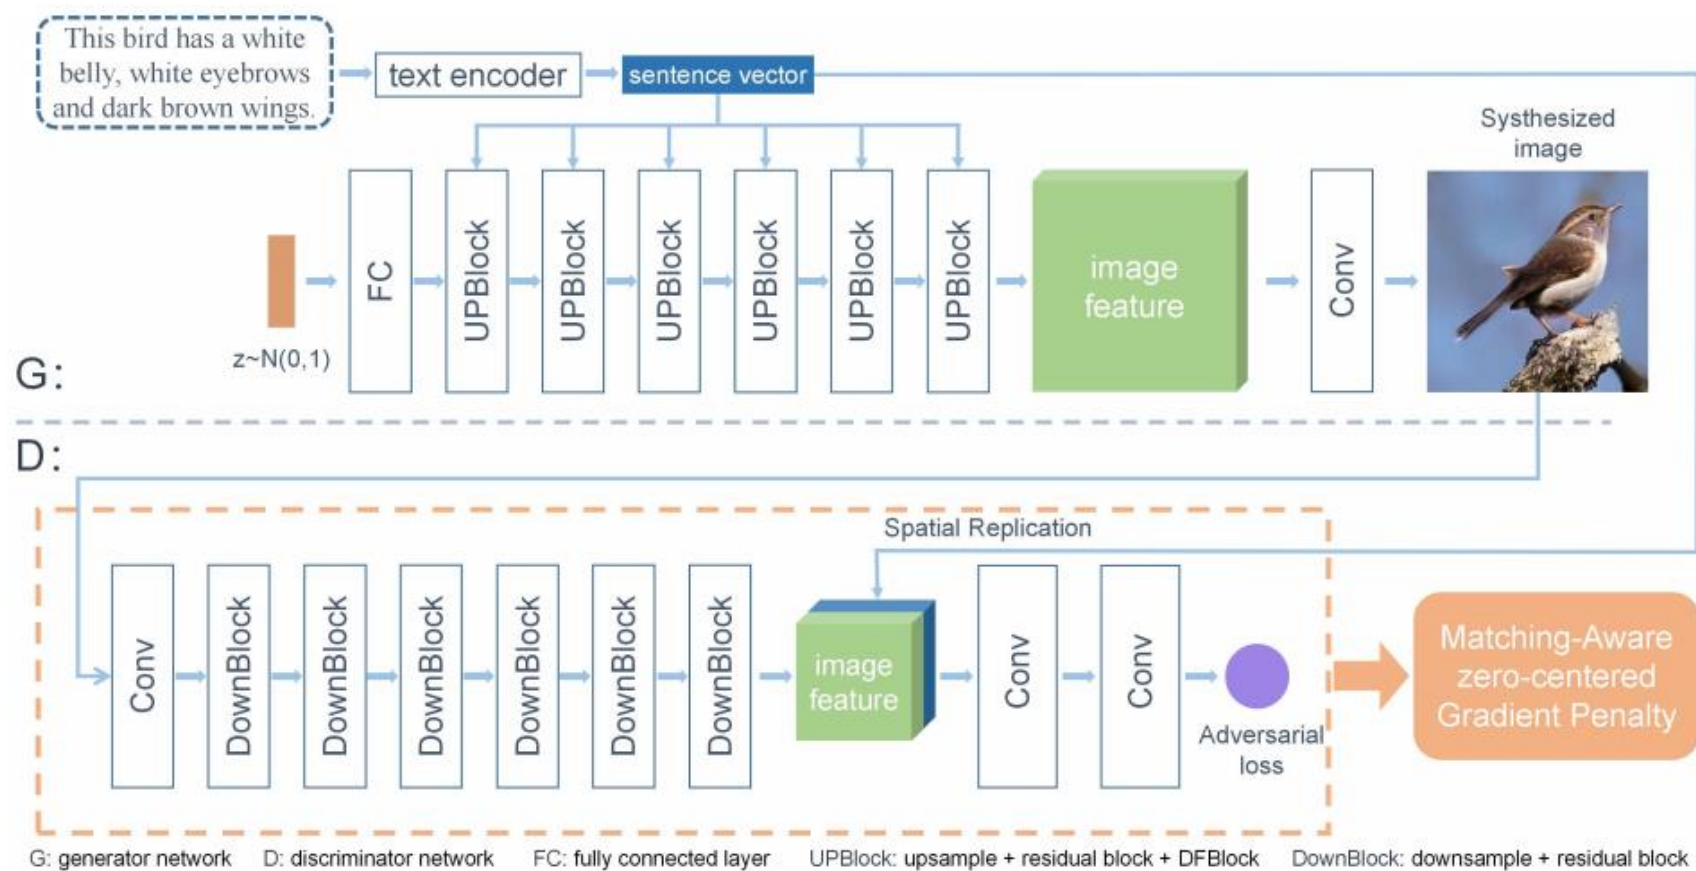 This bird has a white
belly, white eyebrows
and dark brown wings.
text encoder
sentence vector
Systhesized
image
FC
UPBlock
UPBlock
UPBlock
UPBlock
UPBlock
UPBlock
image
feature
Conv
z~N(0,1)
G:
D:
Spatial Replication
Conv
DownBlock
DownBlock
DownBlock
DownBlock
DownBlock
DownBlock
image
feature
Conv
Conv
Adversarial
loss
Matching-Aware
zero-centered
Gradient Penalty
G: generator network D: discriminator network FC: fully connected layer UPBlock: upsample + residual block + DFBlock DownBlock: downsample + residual block